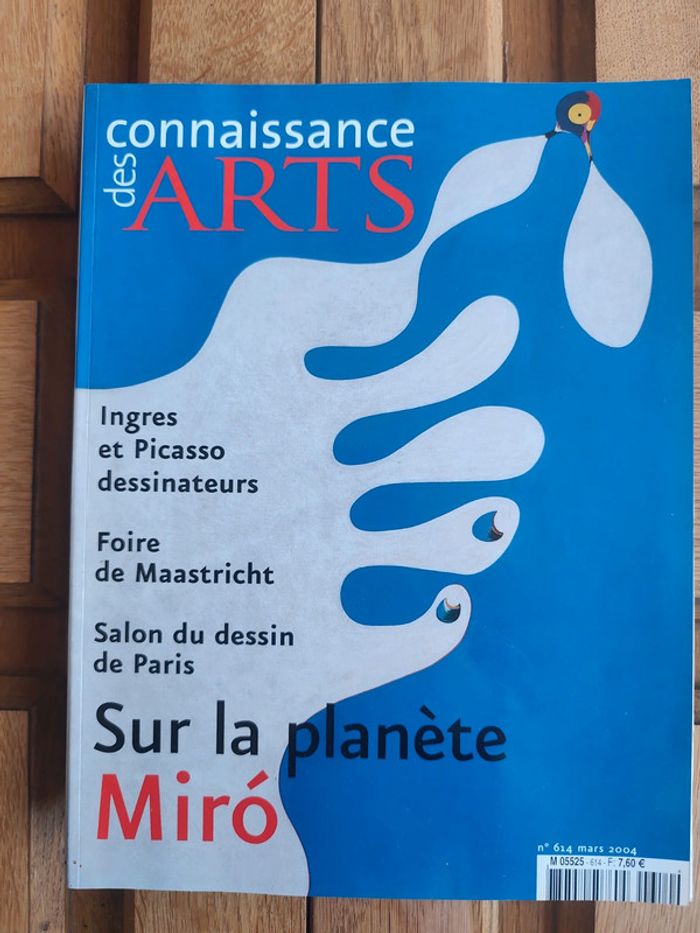 connaissance
des ARTS
Ingres
et Picasso
dessinateurs
Foire
de Maastricht
Salon du dessin
de Paris
Sur la planète
Miró
n° 614 mars 2004
M 05525 - 614 - F: 7,60 €